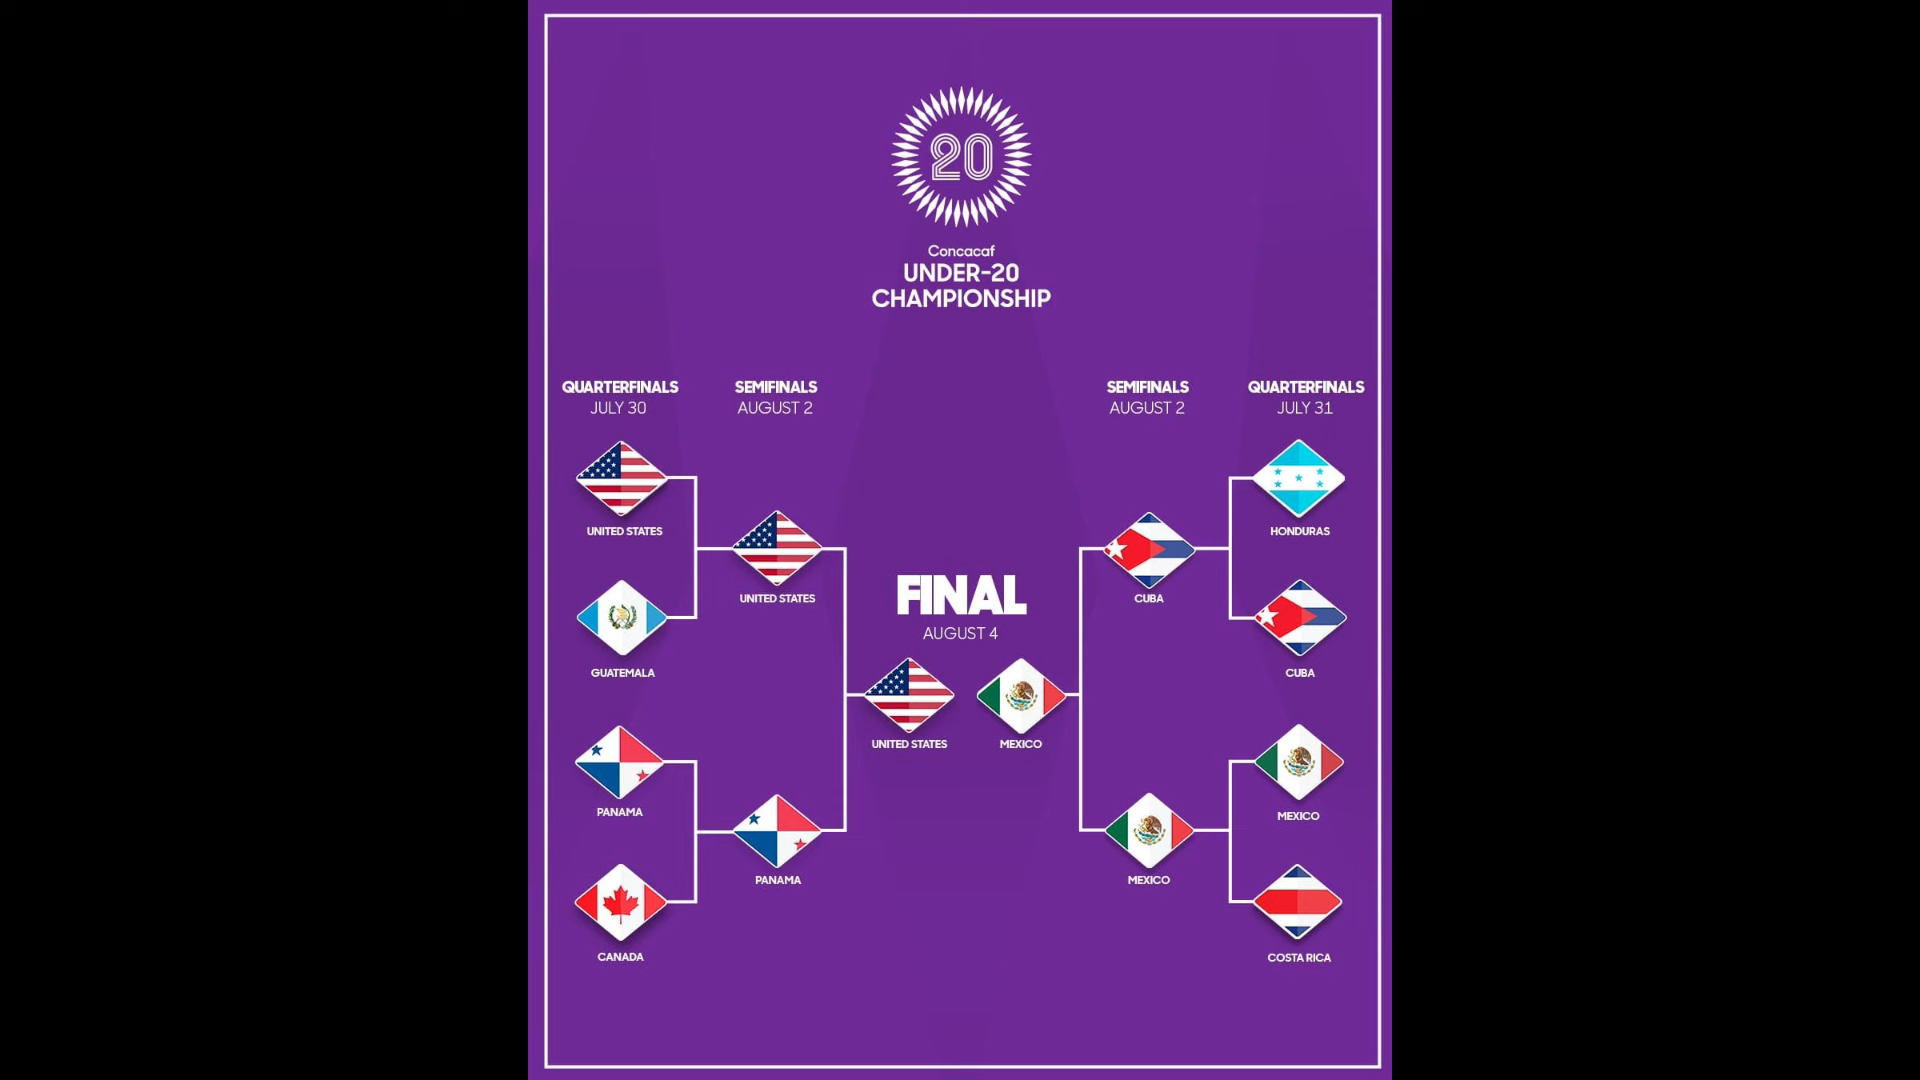 20
Concacaf
UNDER-20
CHAMPIONSHIP
QUARTERFINALS
JULY 30
SEMIFINALS
AUGUST 2
SEMIFINALS
AUGUST 2
QUARTERFINALS
JULY 31
UNITED STATES
GUATEMALA
PANAMA
CANADA
UNITED STATES
PANAMA
FINAL
AUGUST 4
UNITED STATES
MEXICO
CUBA
MEXICO
HONDURAS
CUBA
MEXICO
COSTA RICA